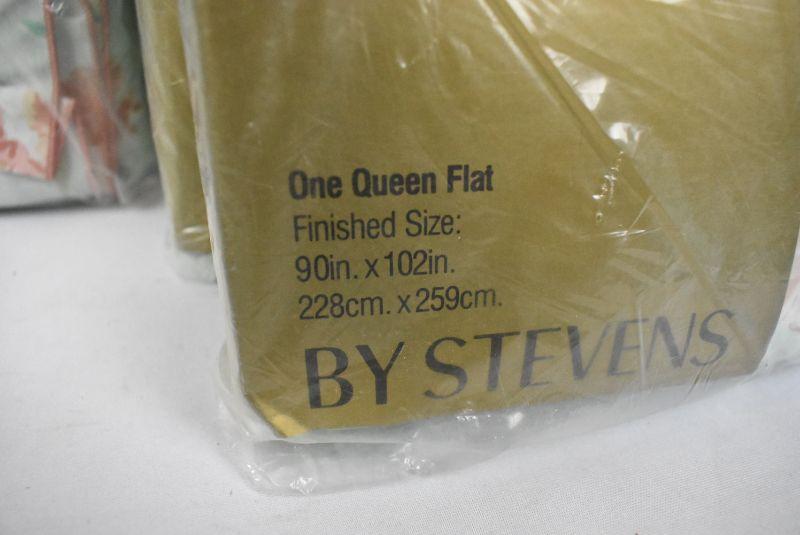 One Queen Flat
Finished Size:
90in. x 102in.
228cm. x 259cm.
BY STEVENS